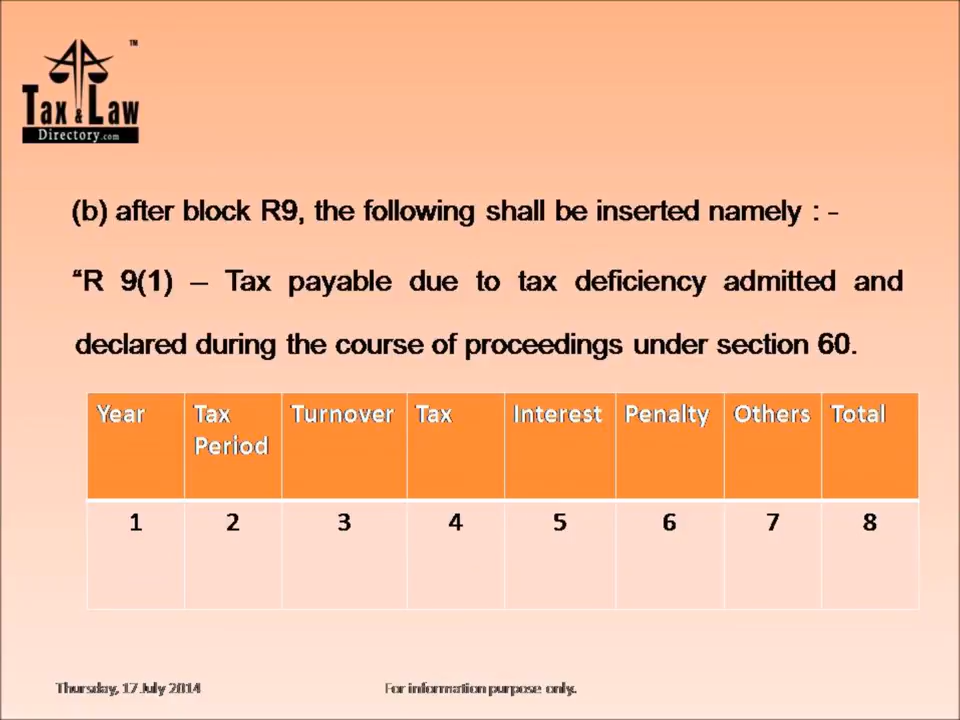 TM
Tax & Law
Directory.com
(b) after block R9, the following shall be inserted namely : -
“R 9(1) – Tax payable due to tax deficiency admitted and
declared during the course of proceedings under section 60.
Year Tax Period Turnover Tax Interest Penalty Others Total
1 2 3 4 5 6 7 8
Thursday, 17 July 2014 For information purpose only.